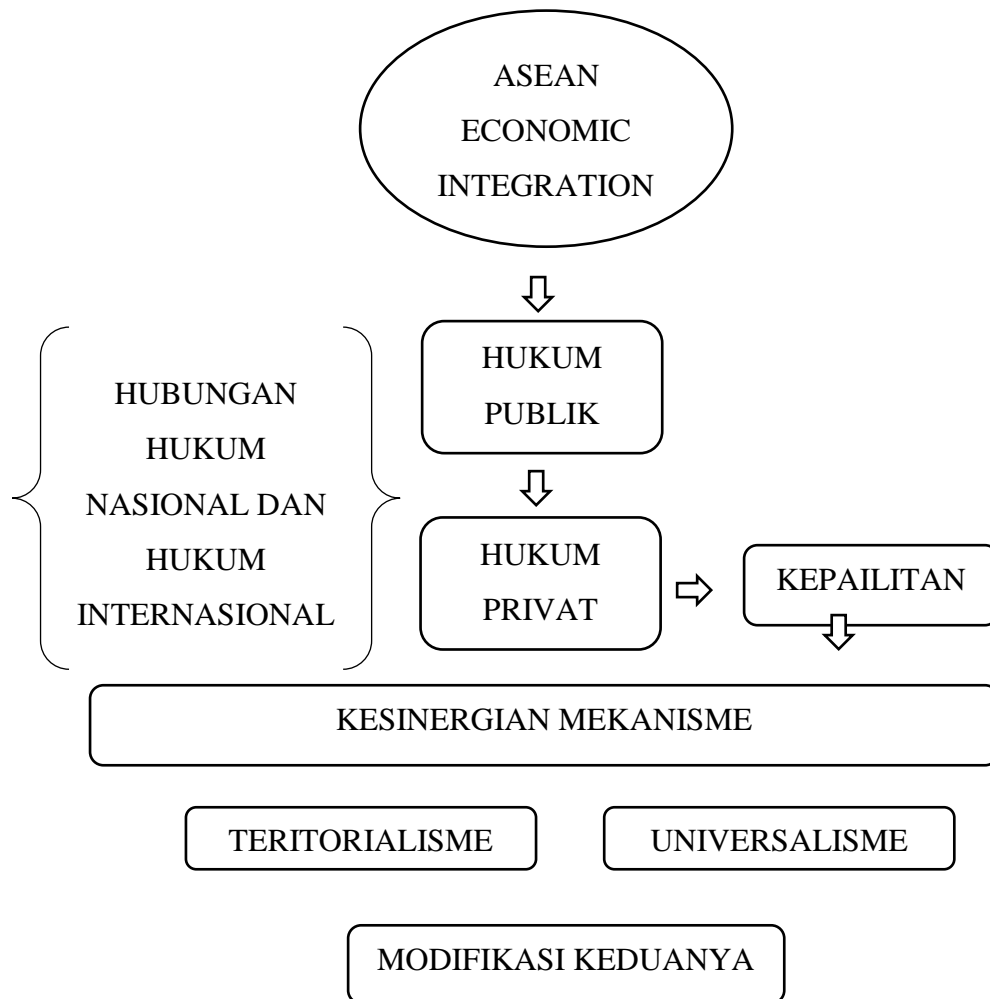 ASEAN
ECONOMIC
INTEGRATION
HUKUM
PUBLIK
HUBUNGAN
HUKUM
NASIONAL DAN
HUKUM
INTERNASIONAL
HUKUM
PRIVAT
KEPAILITAN
KESINERGIAN MEKANISME
TERITORIALISME
UNIVERSALISME
MODIFIKASI KEDUANYA